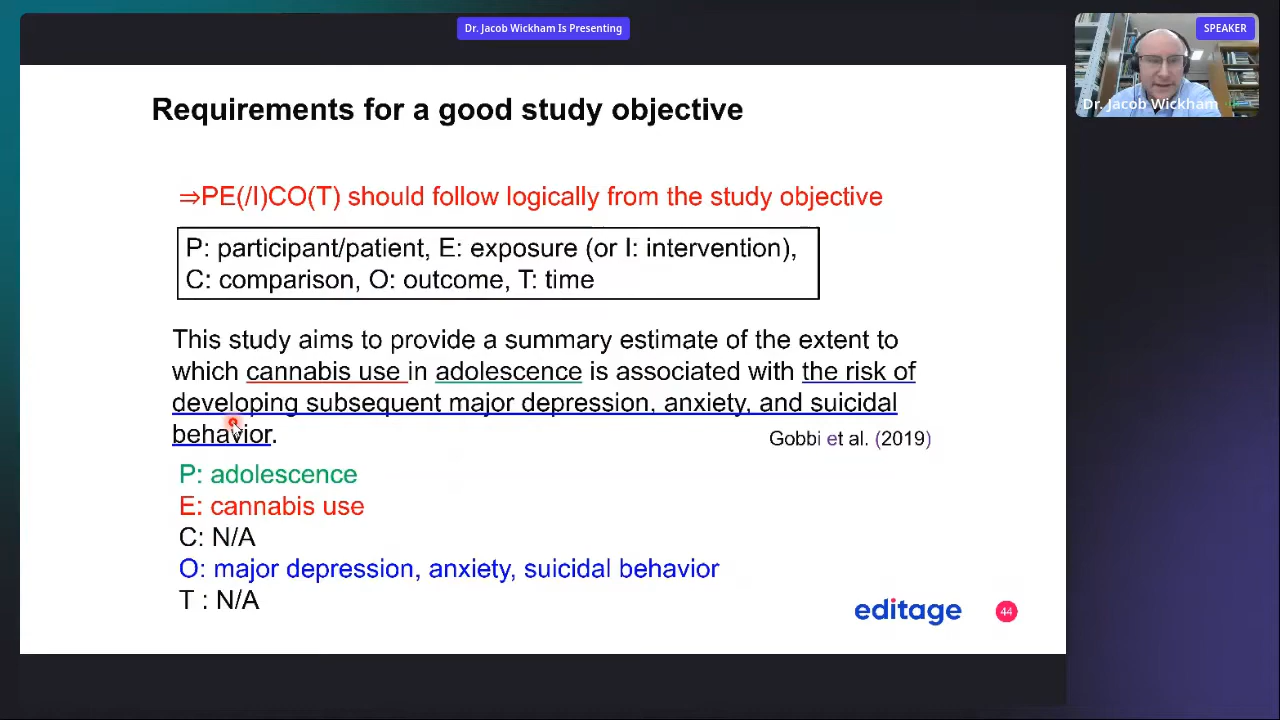 Dr. Jacob Wickham Is Presenting
SPEAKER
Dr. Jacob Wickham
Requirements for a good study objective
⇒PE(/I)CO(T) should follow logically from the study objective
P: participant/patient, E: exposure (or I: intervention),
C: comparison, O: outcome, T: time
This study aims to provide a summary estimate of the extent to
which cannabis use in adolescence is associated with the risk of
developing subsequent major depression, anxiety, and suicidal
behavior.
Gobbi et al. (2019)
P: adolescence
E: cannabis use
C: N/A
O: major depression, anxiety, suicidal behavior
T : N/A
editage
44